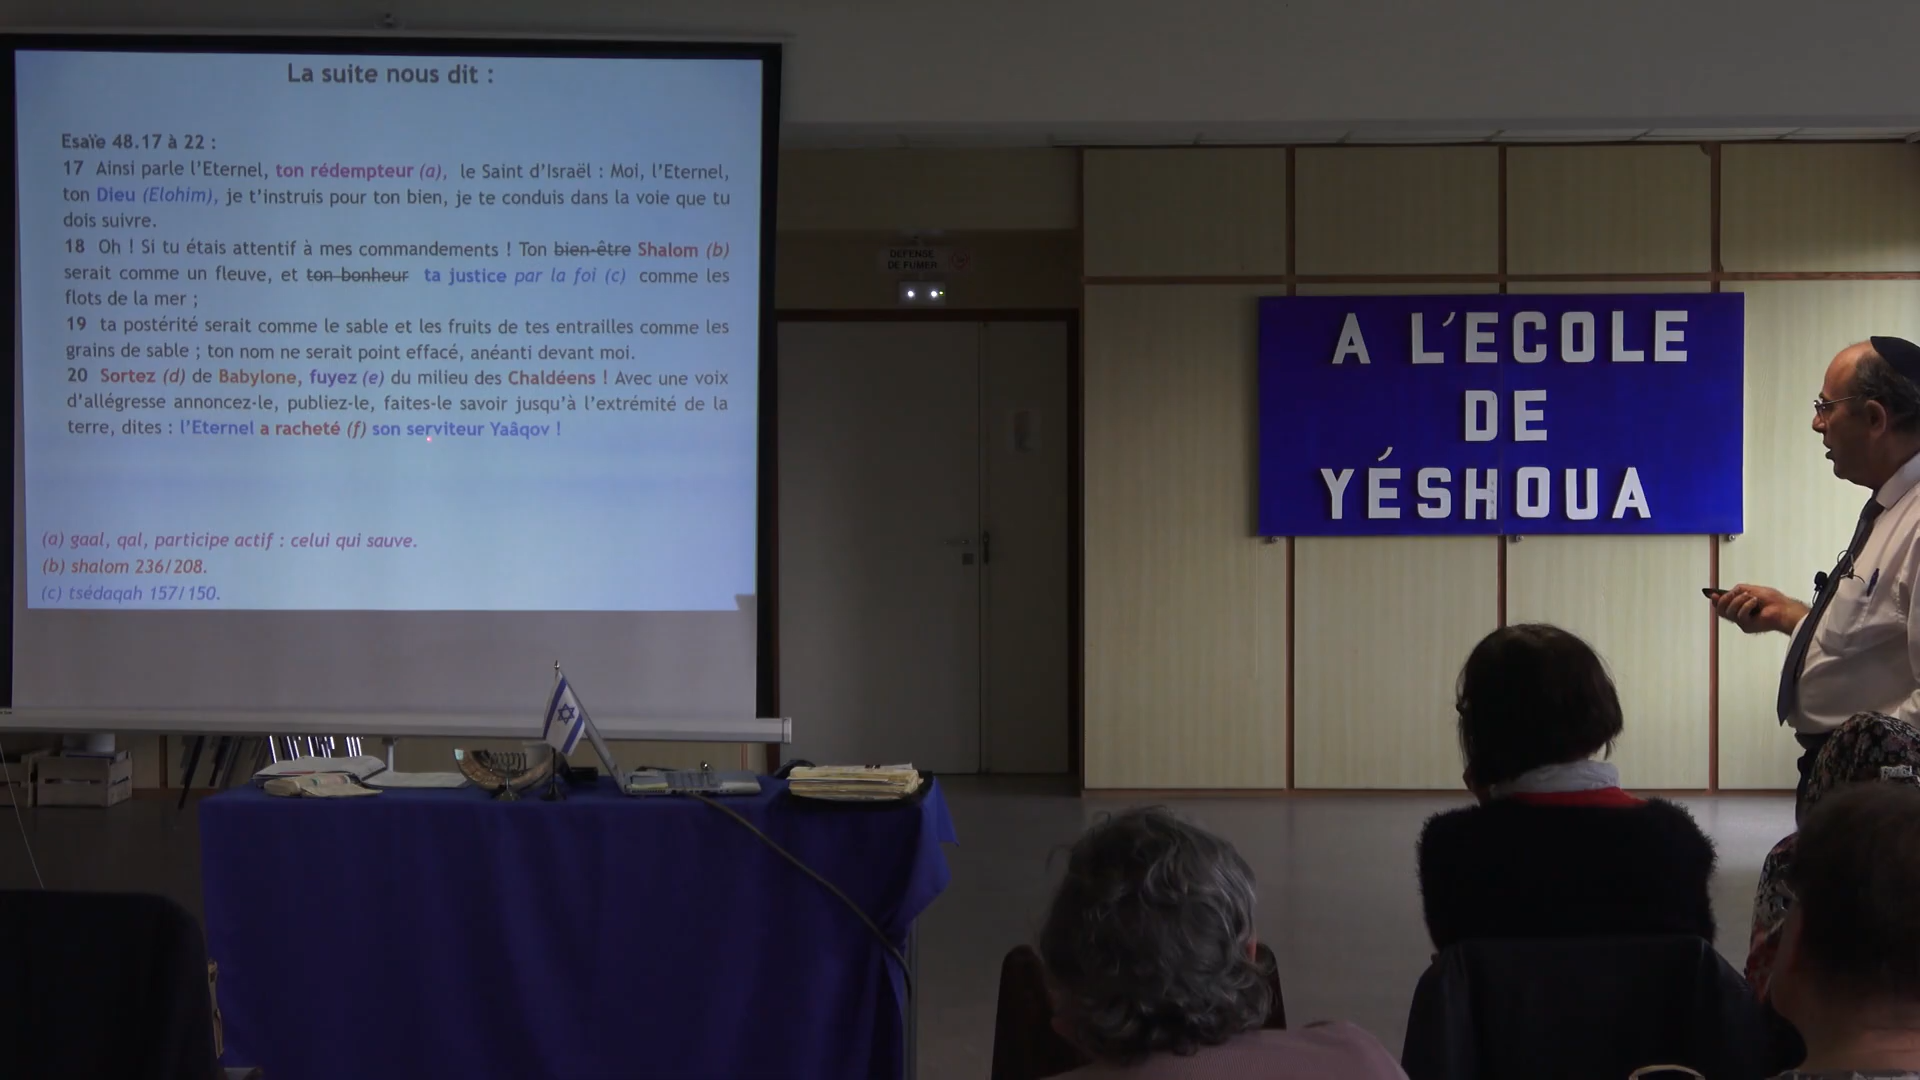 La suite nous dit :
Esaïe 48.17 à 22 :
17 Ainsi parle l’Eternel, ton rédempteur (a), le Saint d’Israël : Moi, l’Eternel,
ton Dieu (Elohim), je t’instruis pour ton bien, je te conduis dans la voie que tu
dois suivre.
18 Oh ! Si tu étais attentif à mes commandements ! Ton bien-être Shalom (b)
serait comme un fleuve, et ton bonheur ta justice par la foi (c) comme les
flots de la mer ;
19 ta postérité serait comme le sable et les fruits de tes entrailles comme les
grains de sable ; ton nom ne serait point effacé, anéanti devant moi.
20 Sortez (d) de Babylone, fuyez (e) du milieu des Chaldéens ! Avec une voix
d’allégresse annoncez-le, publiez-le, faites-le savoir jusqu’à l’extrémité de la
terre, dites : l’Eternel a racheté (f) son serviteur Yaâqov !
(a) gaal, qal, participe actif : celui qui sauve.
(b) shalom 236/208.
(c) tsédaqah 157/150.
DEFENSE
DE FUMER
A L'ECOLE
DE
YÉSHOUA